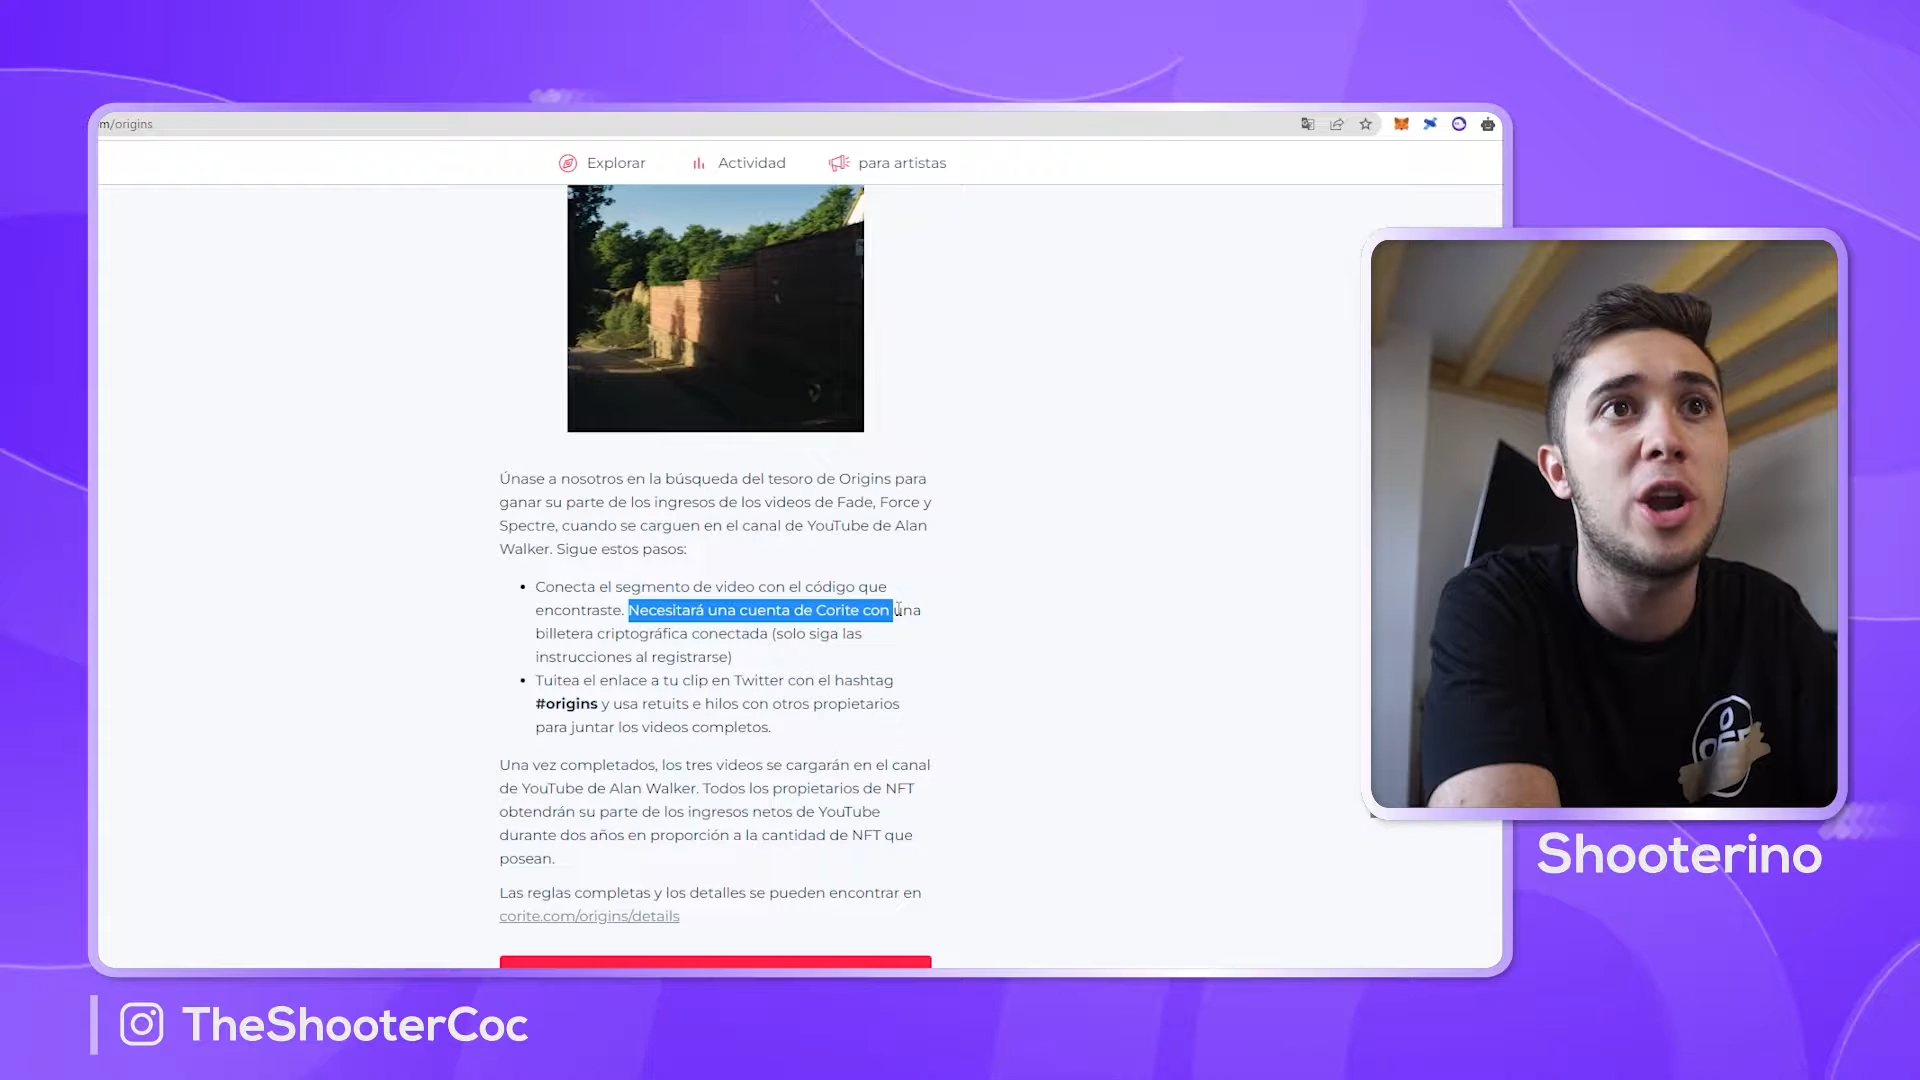 m/origins
Explorar
Actividad
para artistas
Únase a nosotros en la búsqueda del tesoro de Origins para
ganar su parte de los ingresos de los videos de Fade, Force y
Spectre, cuando se carguen en el canal de YouTube de Alan
Walker. Sigue estos pasos:
Conecta el segmento de video con el código que
encontraste. Necesitará una cuenta de Corite con una
billetera criptográfica conectada (solo siga las
instrucciones al registrarse)
Tuitea el enlace a tu clip en Twitter con el hashtag
#origins y usa retuits e hilos con otros propietarios
para juntar los videos completos.
Una vez completados, los tres videos se cargarán en el canal
de YouTube de Alan Walker. Todos los propietarios de NFT
obtendrán su parte de los ingresos netos de YouTube
durante dos años en proporción a la cantidad de NFT que
posean.
Las reglas completas y los detalles se pueden encontrar en
corite.com/origins/details
Shooterino
TheShooterCoc